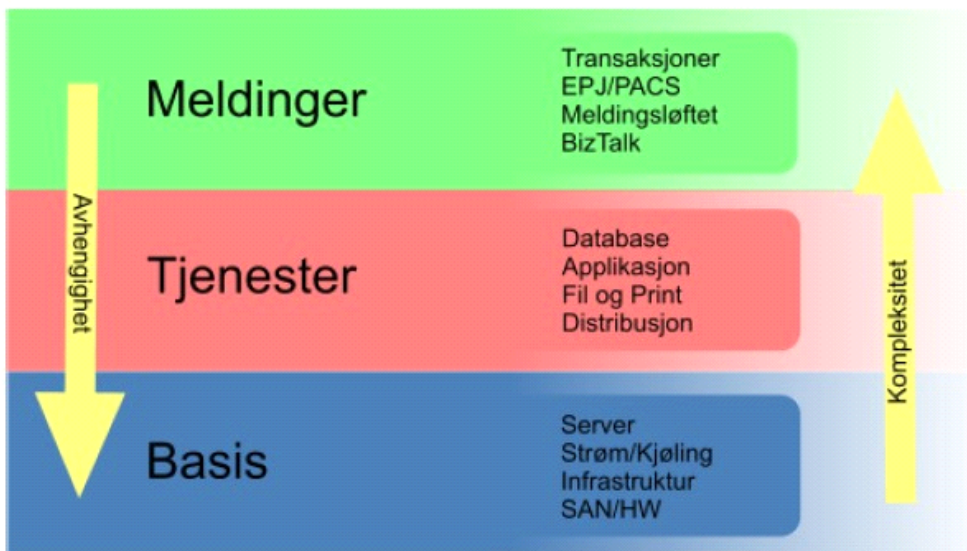 Meldinger
Transaksjoner
EPJ/PACS
Meldingsløftet
BizTalk
Avhengighet
Tjenester
Database
Applikasjon
Fil og Print
Distribusjon
Kompleksitet
Basis
Server
Strøm/Kjøling
Infrastruktur
SAN/HW